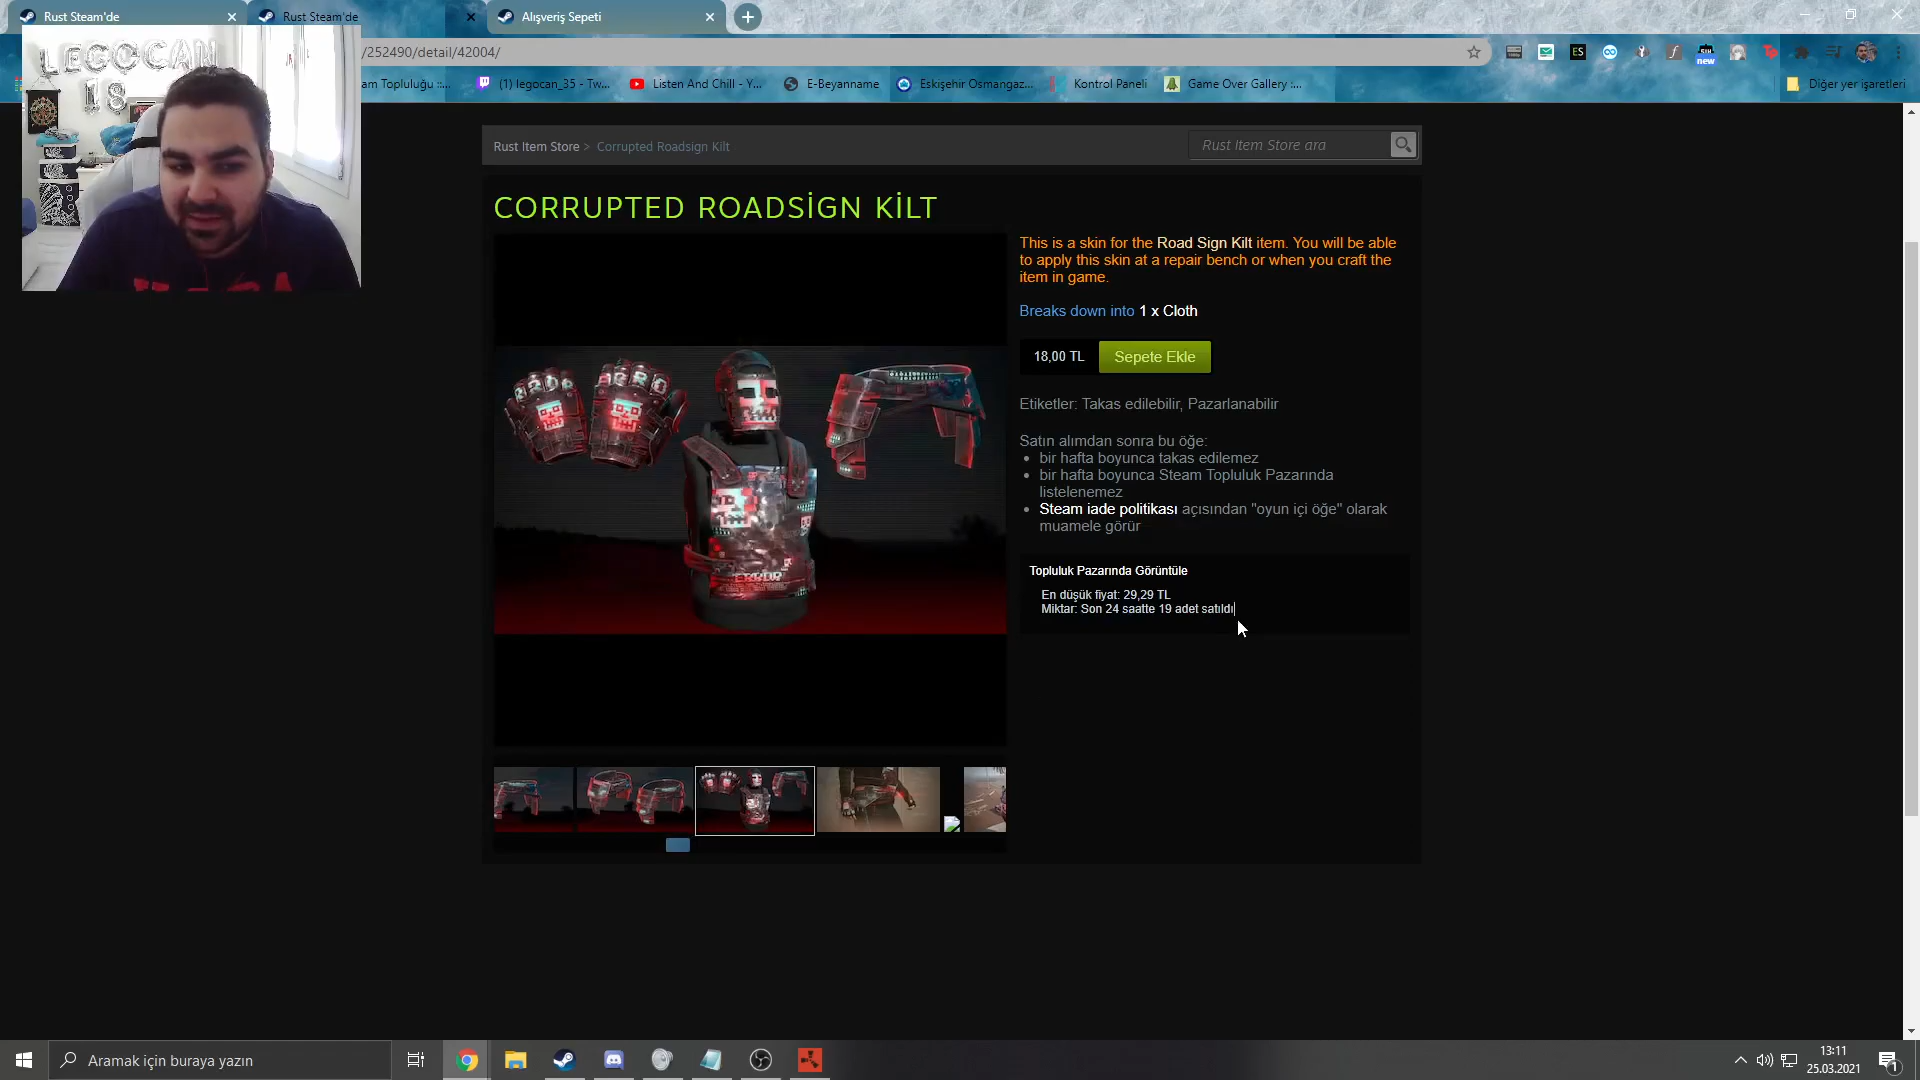 Rust Steam'de
Rust Steam'de
Alışveriş Sepeti
/252490/detail/42004/
ES
new
am Topluluğu ::...
(1) legocan_35 - Tw...
Listen And Chill - Y...
E-Beyanname
Eskişehir Osmangaz...
Kontrol Paneli
Game Over Gallery :...
Diğer yer işaretleri
LEGOCAN
18
Rust Item Store >
Corrupted Roadsign Kilt
Rust Item Store ara
CORRUPTED ROADSİGN KİLT
This is a skin for the Road Sign Kilt item. You will be able
to apply this skin at a repair bench or when you craft the
item in game.
Breaks down into 1 x Cloth
18,00 TL
Sepete Ekle
Etiketler: Takas edilebilir, Pazarlanabilir
Satın alımdan sonra bu öğe:
bir hafta boyunca takas edilemez
bir hafta boyunca Steam Topluluk Pazarında
listelenemez
Steam iade politikası açısından "oyun içi öğe" olarak
muamele görür
ERROR
Topluluk Pazarında Görüntüle
En düşük fiyat: 29,29 TL
Miktar: Son 24 saatte 19 adet satıldı
Aramak için buraya yazın
13:11
25.03.2021
1